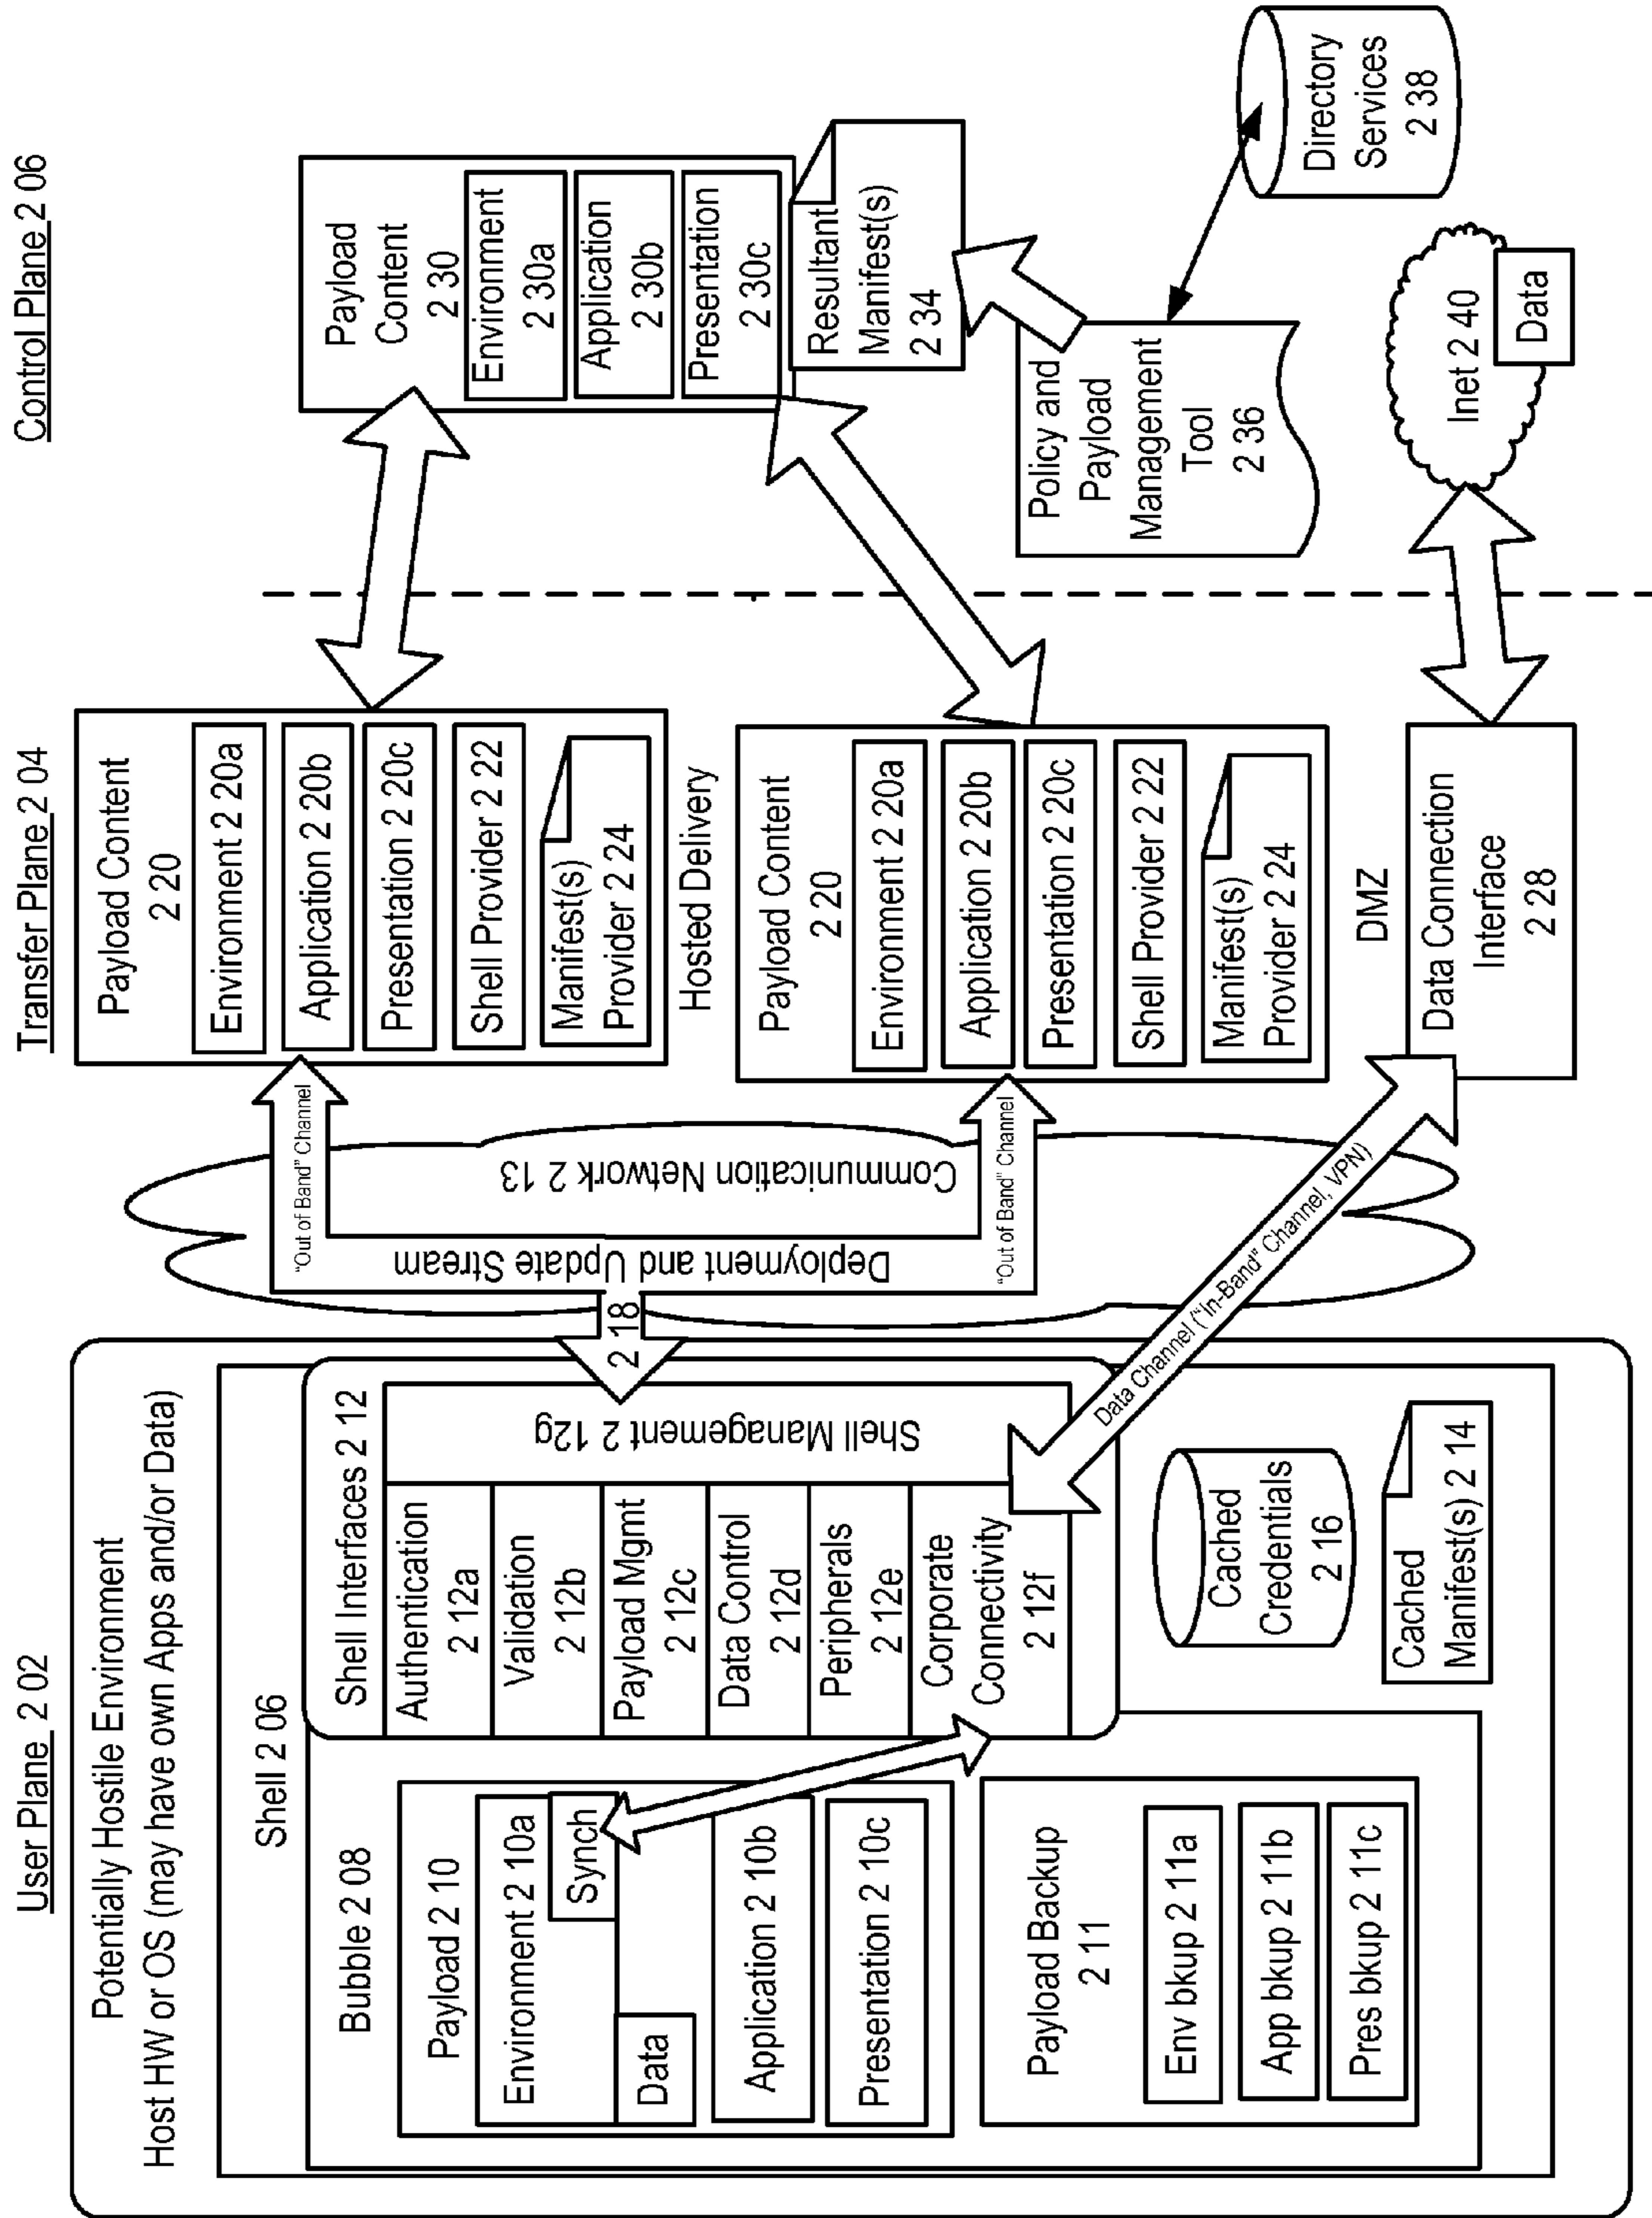 User Plane 2 02
Potentially Hostile Environment
Host HW or OS (may have own Apps and/or Data)
Shell 2 06
Bubble 2 08
Payload 2 10
Environment 2 10a
Synch
Data
Application 2 10b
Presentation 2 10c
Payload Backup
2 11
Env bkup 2 11a
App bkup 2 11b
Pres bkup 2 11c
Shell Interfaces 2 12
Authentication
2 12a
Validation
2 12b
Payload Mgmt
2 12c
Data Control
2 12d
Peripherals
2 12e
Corporate
Connectivity
2 12f
Shell Management 2 12g
Cached
Credentials
2 16
Cached
Manifest(s) 2 14
2 18
Deployment and Update Stream
Communication Network 2 13
"Out of Band" Channel
"Out of Band" Channel
Data Channel ("In-Band" Channel, VPN)
Transfer Plane 2 04
Payload Content
2 20
Environment 2 20a
Application 2 20b
Presentation 2 20c
Shell Provider 2 22
Manifest(s)
Provider 2 24
Hosted Delivery
Payload Content
2 20
Environment 2 20a
Application 2 20b
Presentation 2 20c
Shell Provider 2 22
Manifest(s)
Provider 2 24
DMZ
Data Connection
Interface
2 28
Control Plane 2 06
Payload
Content
2 30
Environment
2 30a
Application
2 30b
Presentation
2 30c
Resultant
Manifest(s)
2 34
Policy and
Payload
Management
Tool
2 36
Directory
Services
2 38
Inet 2 40
Data